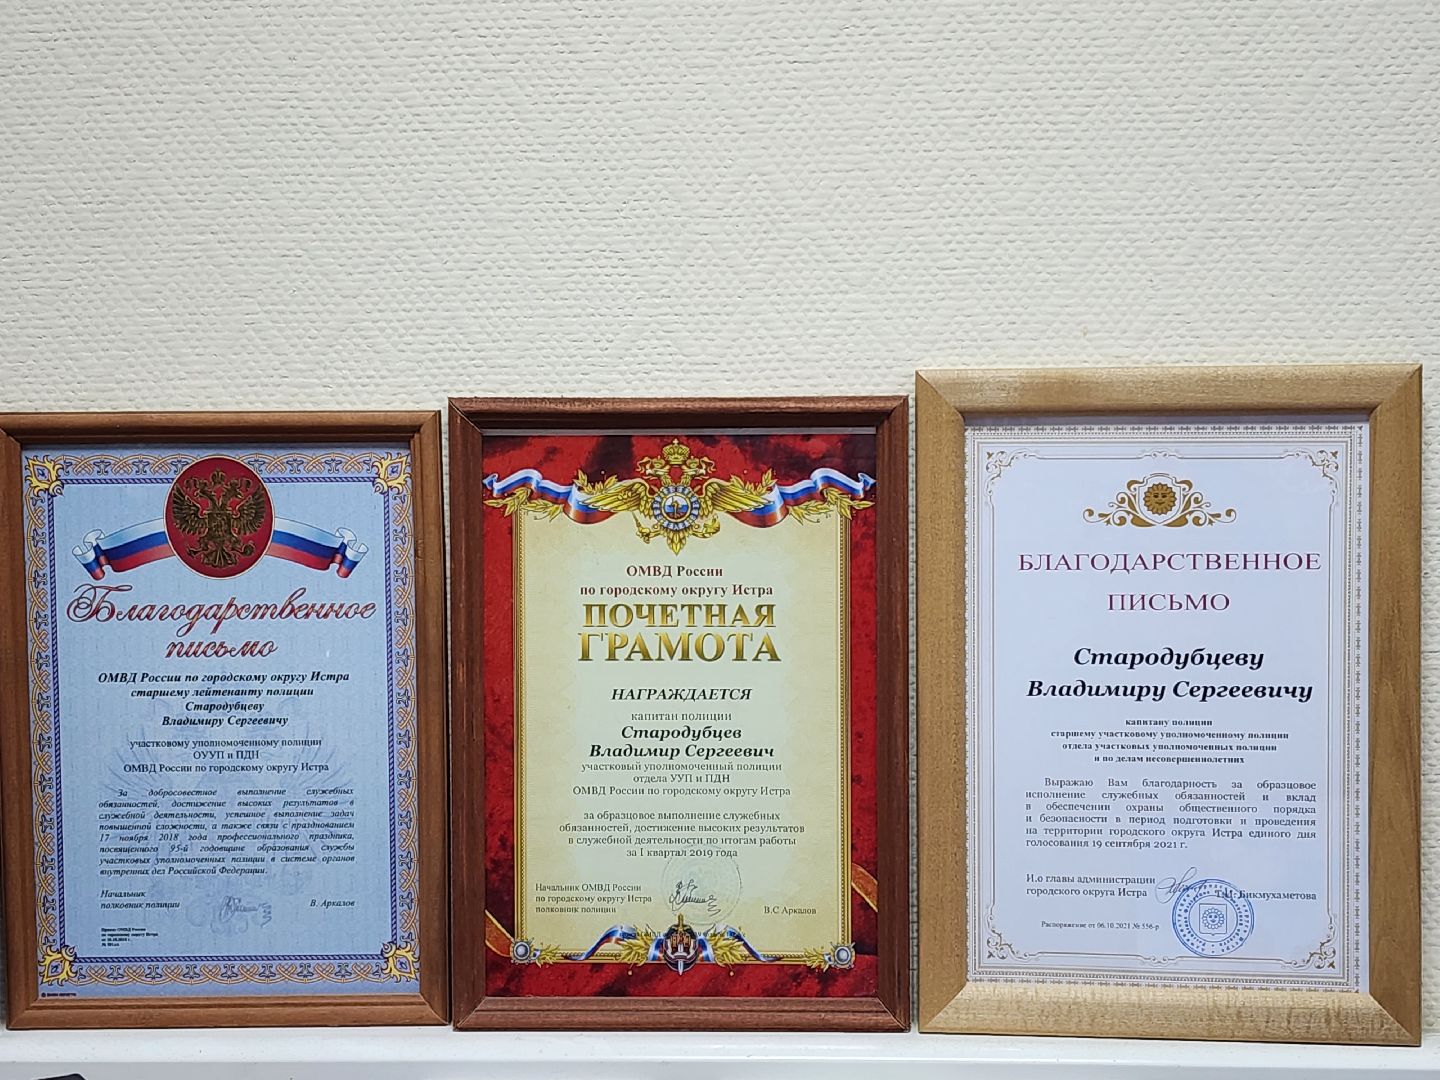 Благодарственное
письмо
ОМВД России по городскому округу Истра
старшему лейтенанту полиции
Стародубцеву
Владимиру Сергеевичу
участковому уполномоченному полиции
ОУУП и ПДН
ОМВД России по городскому округу Истра
За добросовестное выполнение служебных
обязанностей, достижение высоких результатов в
служебной деятельности, успешное выполнение задач
повышенной сложности, а также связи с празднованием
17 ноября 2018 года профессионального праздника,
посвященного 95-й годовщине образования службы
участковых уполномоченных полиции в системе органов
внутренних дел Российской Федерации.
Начальник
полковник полиции В. Аркалов
Приказ ОМВД России
по городскому округу Истра
ОМВД России
по городскому округу Истра
ПОЧЕТНАЯ
ГРАМОТА
НАГРАЖДАЕТСЯ
капитан полиции
Стародубцев
Владимир Сергеевич
участковый уполномоченный полиции
отдела УУП и ПДН
ОМВД России по городскому округу Истра
за образцовое выполнение служебных
обязанностей, достижение высоких результатов
в служебной деятельности по итогам работы
за I квартал 2019 года
Начальник ОМВД России
по городскому округу Истра
полковник полиции В.С Аркалов
БЛАГОДАРСТВЕННОЕ
ПИСЬМО
Стародубцеву
Владимиру Сергеевичу
капитану полиции
старшему участковому уполномоченному полиции
отдела участковых уполномоченных полиции
и по делам несовершеннолетних
Выражаю Вам благодарность за образцовое
исполнение служебных обязанностей и вклад
в обеспечении охраны общественного порядка
и безопасности в период подготовки и проведения
на территории городского округа Истра единого дня
голосования 19 сентября 2021 г.
И.о главы администрации
городского округа Истра Т.И. Бикмухаметова
Распоряжение от 06.10.2021 № 556-р